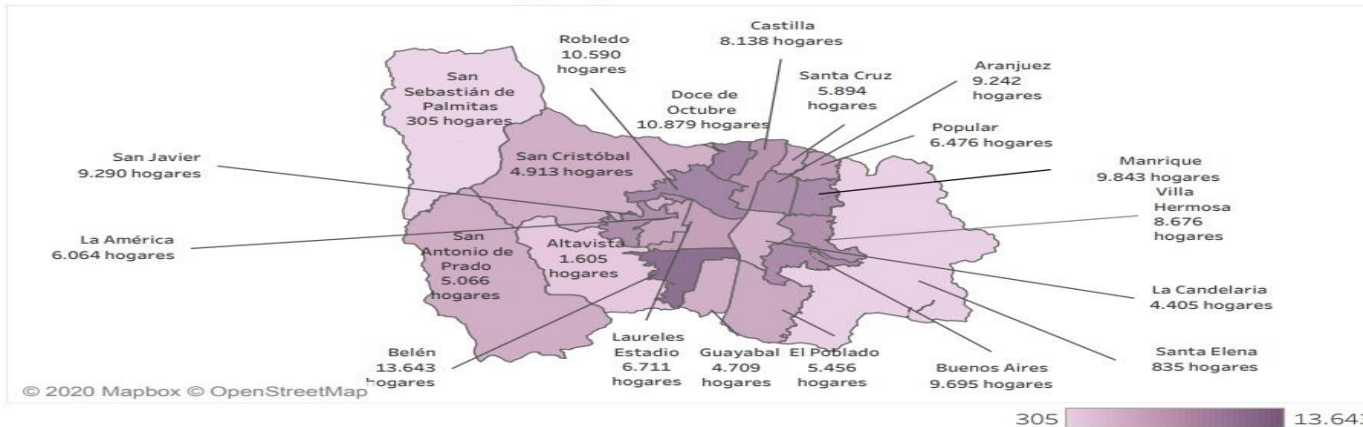 Castilla
8.138 hogares
Robledo
10.590
hogares
Aranjuez
9.242
hogares
Santa Cruz
5.894
hogares
San
Sebastián de
Palmitas
305 hogares
Doce de
Octubre
10.879 hogares
Popular
6.476 hogares
San Javier
9.290 hogares
San Cristóbal
4.913 hogares
Manrique
9.843 hogares
Villa
Hermosa
8.676
hogares
La América
6.064 hogares
San
Antonio de
Prado
5.066
hogares
Altavista
1.605
hogares
La Candelaria
4.405 hogares
Belén
13.643
hogares
Laureles
Estadio
6.711
hogares
Guayabal
4.709
hogares
El Poblado
5.456
hogares
Buenos Aires
9.695 hogares
Santa Elena
835 hogares
© 2020 Mapbox © OpenStreetMap
305 13.643